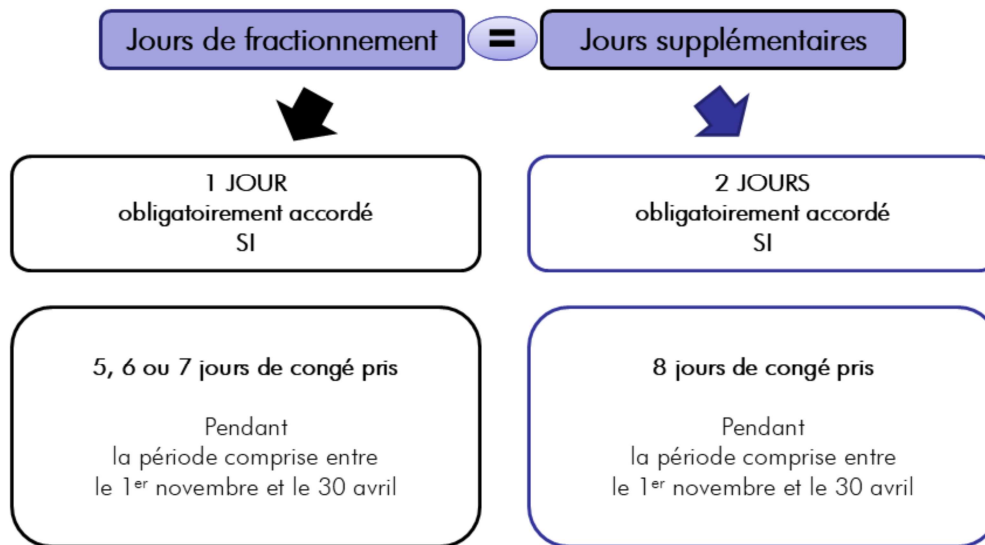 Jours de fractionnement = Jours supplémentaires
1 JOUR
obligatoirement accordé
SI
2 JOURS
obligatoirement accordé
SI
5, 6 ou 7 jours de congé pris
Pendant
la période comprise entre
le 1er novembre et le 30 avril
8 jours de congé pris
Pendant
la période comprise entre
le 1er novembre et le 30 avril